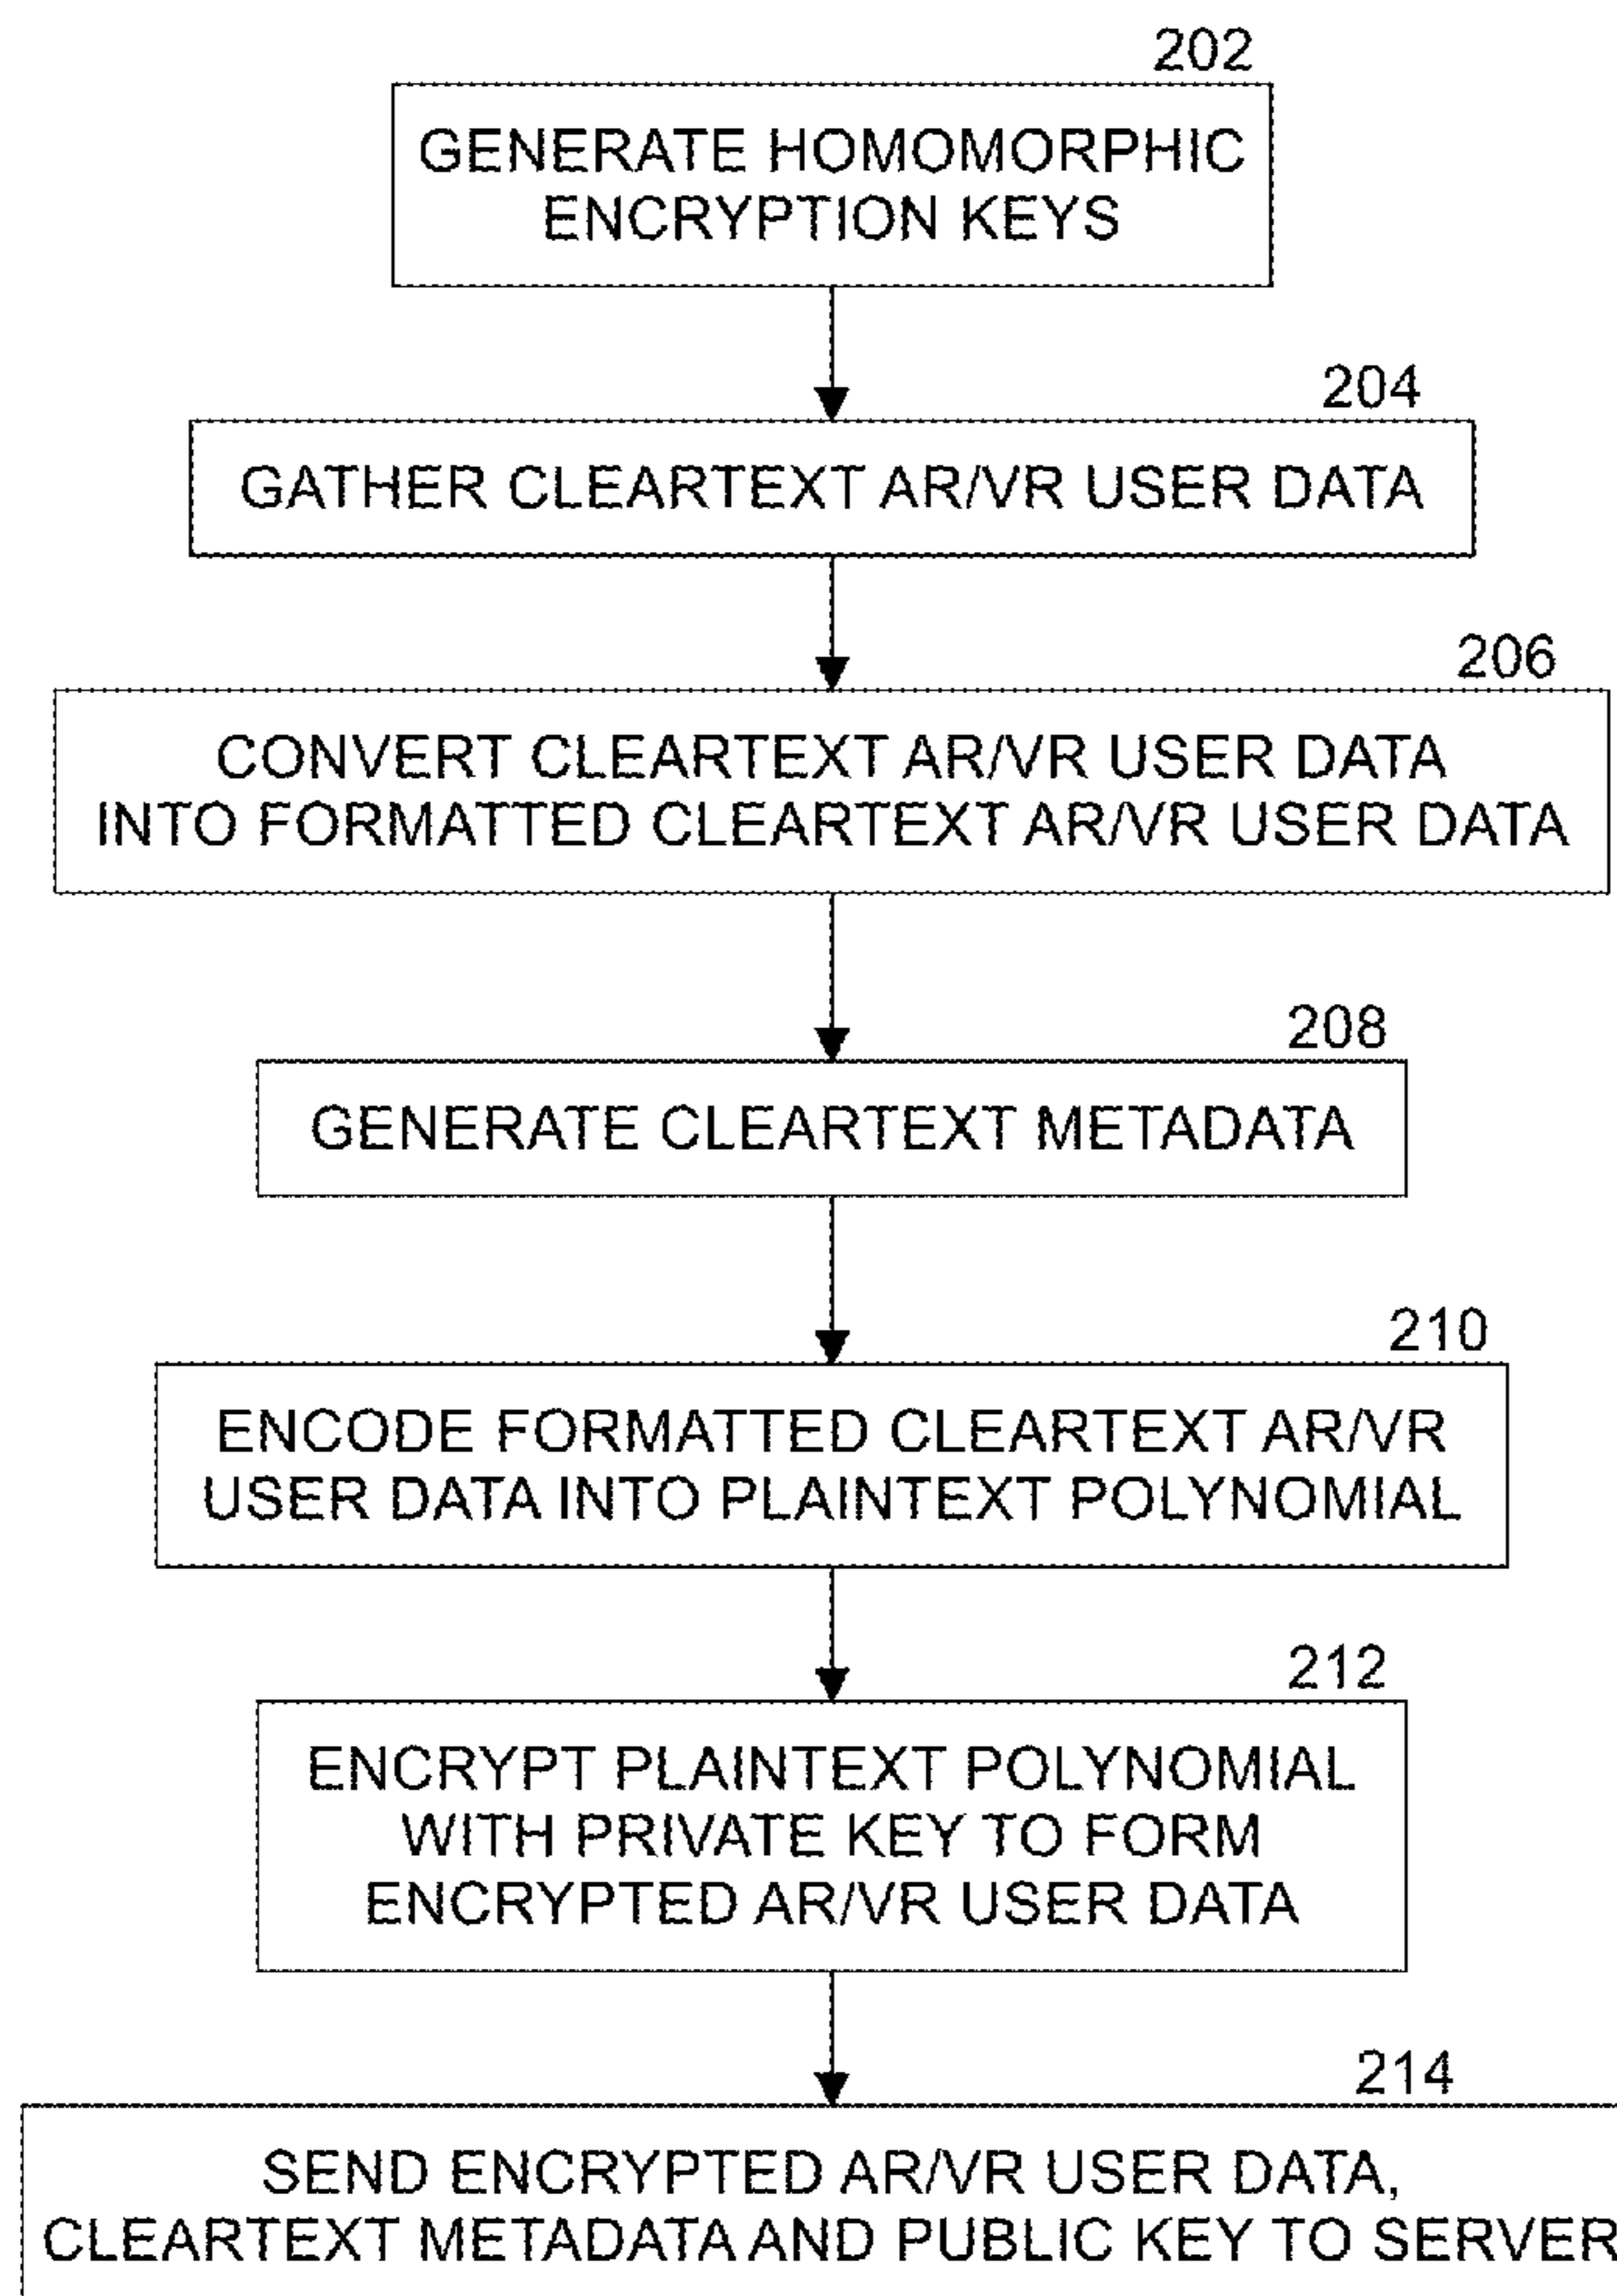 202
GENERATE HOMOMORPHIC
ENCRYPTION KEYS
204
GATHER CLEARTEXT AR/VR USER DATA
206
CONVERT CLEARTEXT AR/VR USER DATA
INTO FORMATTED CLEARTEXT AR/VR USER DATA
208
GENERATE CLEARTEXT METADATA
210
ENCODE FORMATTED CLEARTEXT AR/VR
USER DATA INTO PLAINTEXT POLYNOMIAL
212
ENCRYPT PLAINTEXT POLYNOMIAL
WITH PRIVATE KEY TO FORM
ENCRYPTED AR/VR USER DATA
214
SEND ENCRYPTED AR/VR USER DATA,
CLEARTEXT METADATA AND PUBLIC KEY TO SERVER